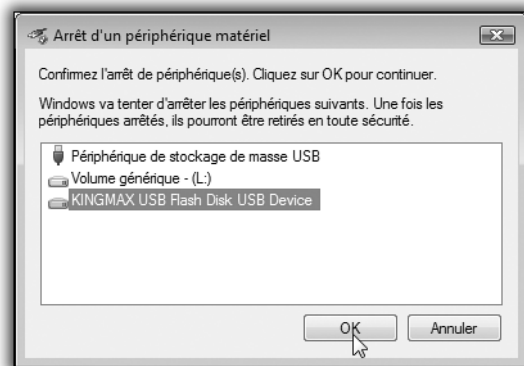 Arrêt d'un périphérique matériel
Confirmez l'arrêt de périphérique(s). Cliquez sur OK pour continuer.
Windows va tenter d'arrêter les périphériques suivants. Une fois les
périphériques arrêtés, ils pourront être retirés en toute sécurité.
Périphérique de stockage de masse USB
Volume générique - (L:)
KINGMAX USB Flash Disk USB Device
OK Annuler